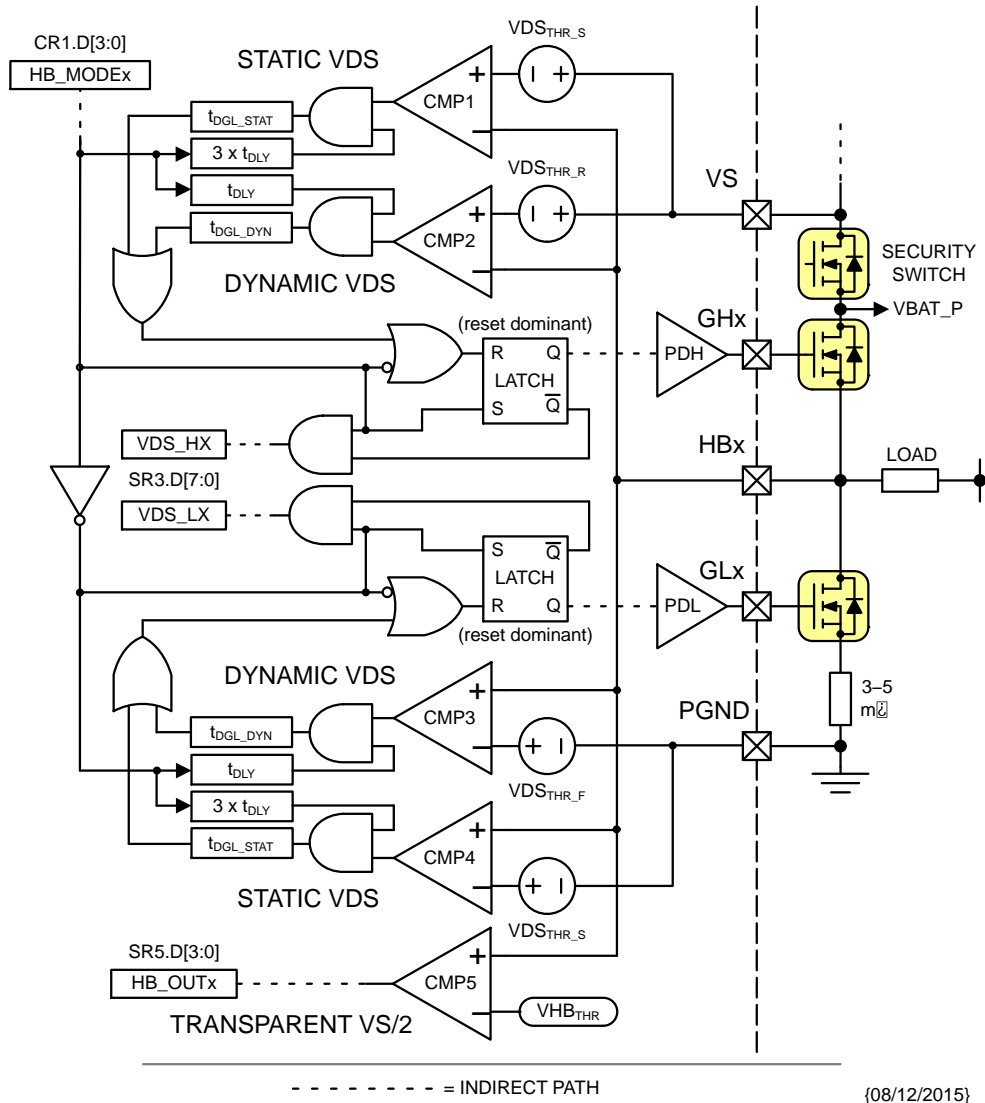 CR1.D[3:0]
HB_MODEx
STATIC VDS
VDSTHR_S
+
CMP1
–
– +
tDGL_STAT
3 x tDLY
VDSTHR_R
VS
tDLY
tDGL_DYN
+
CMP2
–
– +
DYNAMIC VDS
SECURITY
SWITCH
VBAT_P
GHx
(reset dominant)
R Q
LATCH
S Q
PDH
VDS_HX
HBx
LOAD
SR3.D[7:0]
VDS_LX
S Q
LATCH
R Q
(reset dominant)
GLx
PDL
DYNAMIC VDS
+
CMP3
–
+ –
3–5
m
PGND
tDGL_DYN
tDLY
VDSTHR_F
3 x tDLY
tDGL_STAT
+
CMP4
–
+ –
STATIC VDS
VDSTHR_S
SR5.D[3:0]
HB_OUTx
+
CMP5
–
VHBTHR
TRANSPARENT VS/2
= INDIRECT PATH
{08/12/2015}